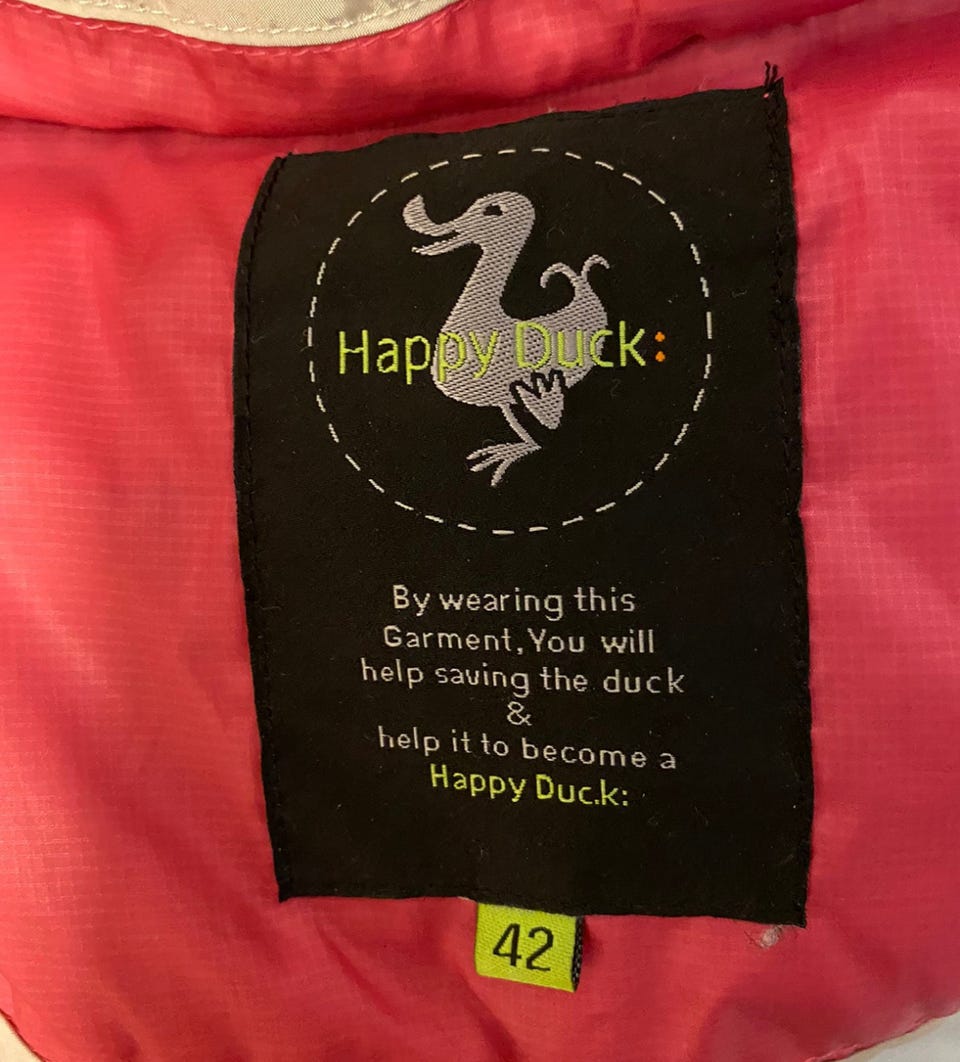 Happy Duck:
By wearing this
Garment,You will
help saving the duck
&
help it to become a
Happy Duc.k:
42